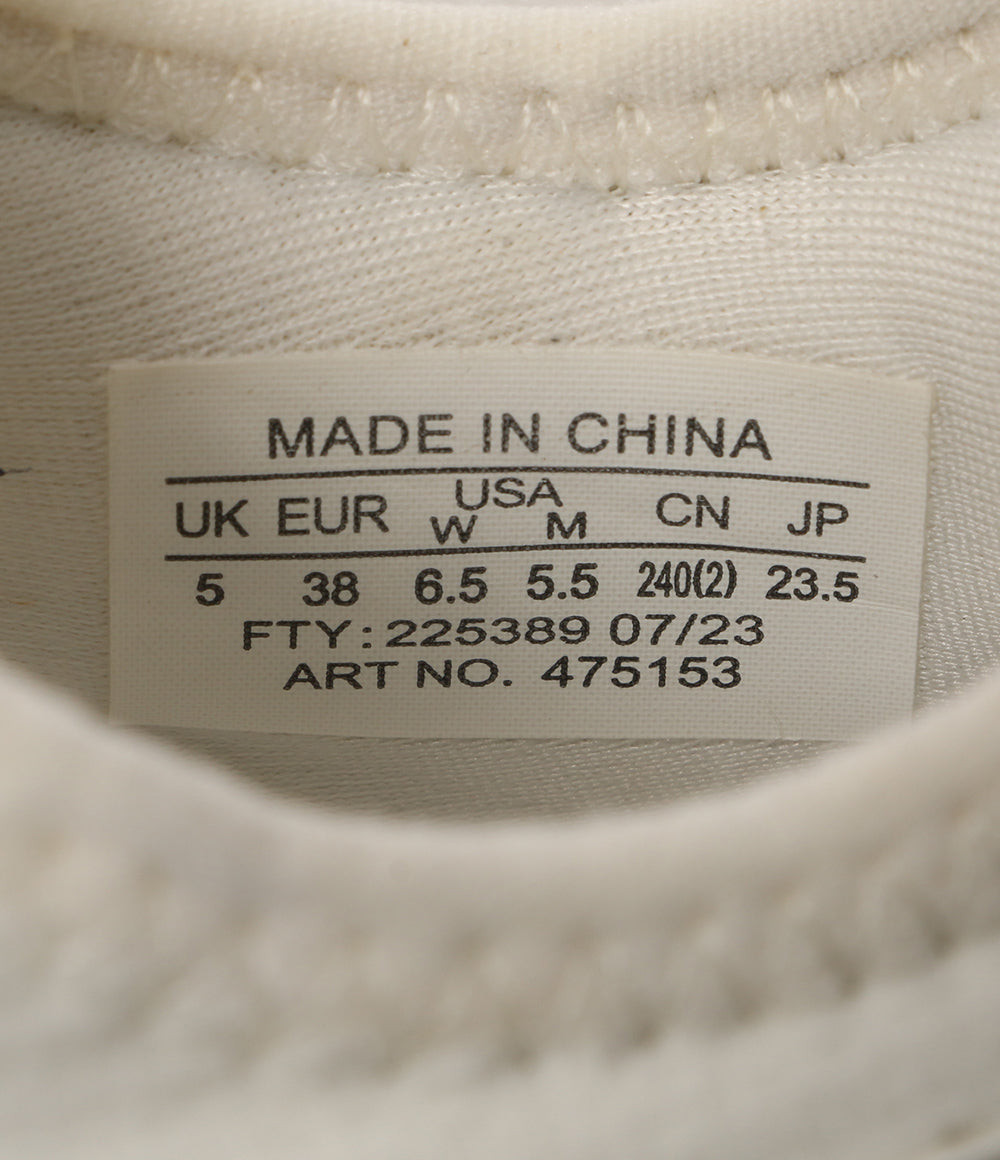 MADE IN CHINA
UK EUR USA CN JP
W M
5 38 6.5 5.5 240(2) 23.5
FTY: 225389 07/23
ART NO. 475153